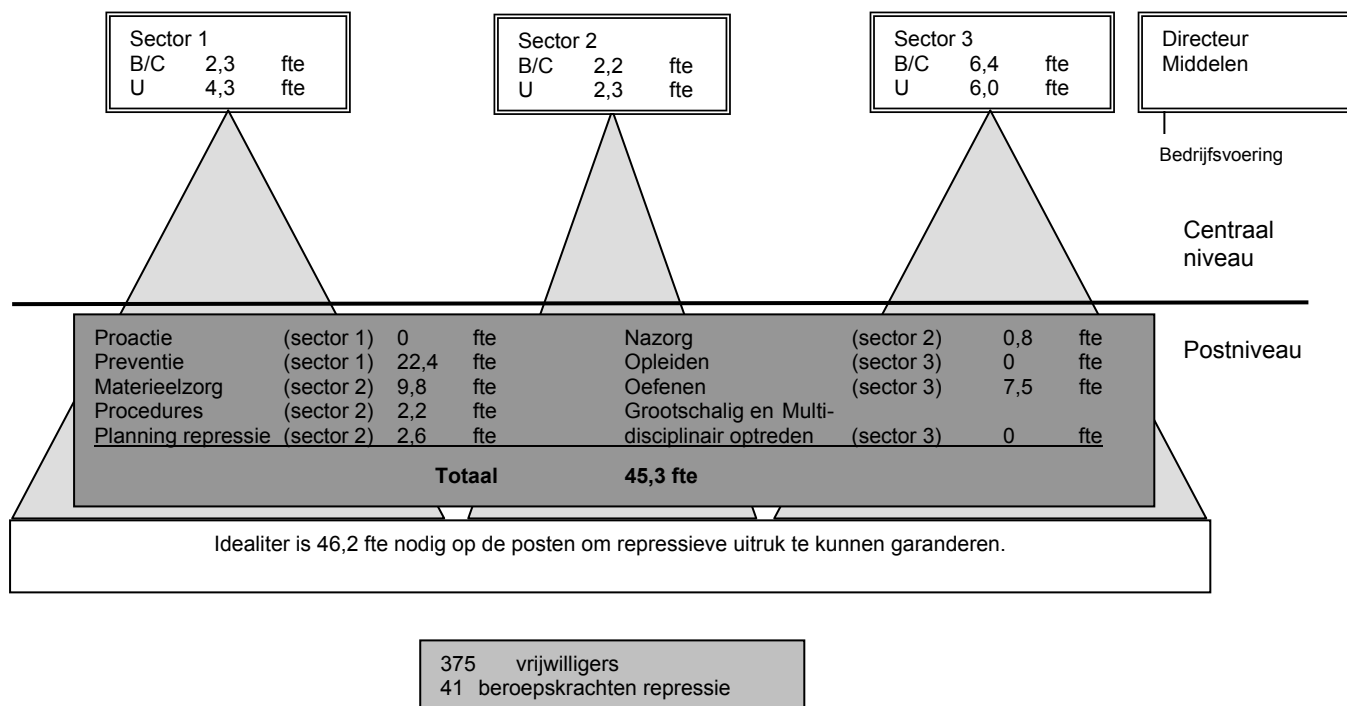 Sector 1
B/C 2,3 fte
U 4,3 fte
Sector 2
B/C 2,2 fte
U 2,3 fte
Sector 3
B/C 6,4 fte
U 6,0 fte
Directeur
Middelen
Bedrijfsvoering
Centraal
niveau
Proactie (sector 1) 0 fte
Preventie (sector 1) 22,4 fte
Materieelzorg (sector 2) 9,8 fte
Procedures (sector 2) 2,2 fte
Planning repressie (sector 2) 2,6 fte
Nazorg (sector 2) 0,8 fte
Opleiden (sector 3) 0 fte
Oefenen (sector 3) 7,5 fte
Grootschalig en Multi-
disciplinair optreden (sector 3) 0 fte
Totaal 45,3 fte
Postniveau
Idealiter is 46,2 fte nodig op de posten om repressieve uitruk te kunnen garanderen.
375 vrijwilligers
41 beroepskrachten repressie